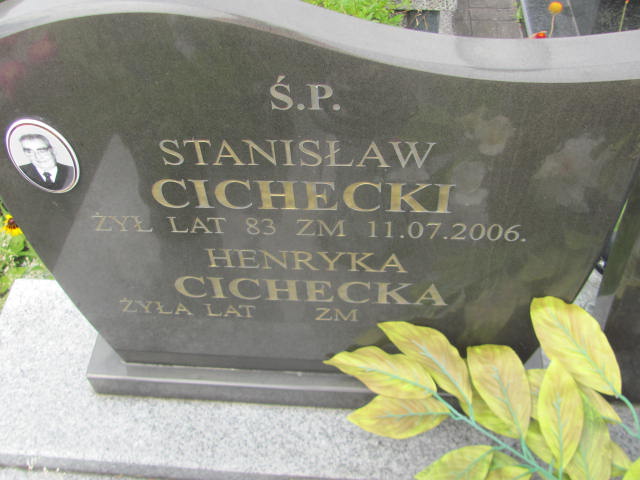 Ś.P.
STANISŁAW
CICHECKI
ŻYŁ LAT 83 ZM 11.07.2006.
HENRYKA
CICHECKA
ŻYŁA LAT ZM